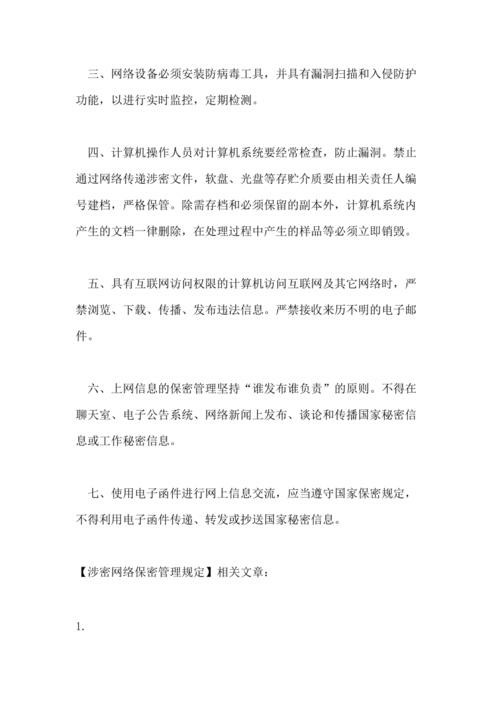 三、网络设备必须安装防病毒工具，并具有漏洞扫描和入侵防护
功能，以进行实时监控，定期检测。
四、计算机操作人员对计算机系统要经常检查，防止漏洞。禁止
通过网络传递涉密文件，软盘、光盘等存贮介质要由相关责任人编
号建档，严格保管。除需存档和必须保留的副本外，计算机系统内
产生的文档一律删除，在处理过程中产生的样品等必须立即销毁。
五、具有互联网访问权限的计算机访问互联网及其它网络时，严
禁浏览、下载、传播、发布违法信息。严禁接收来历不明的电子邮
件。
六、上网信息的保密管理坚持“谁发布谁负责”的原则。不得在
聊天室、电子公告系统、网络新闻上发布、谈论和传播国家秘密信
息或工作秘密信息。
七、使用电子函件进行网上信息交流，应当遵守国家保密规定，
不得利用电子函件传递、转发或抄送国家秘密信息。
【涉密网络保密管理规定】相关文章：
1.